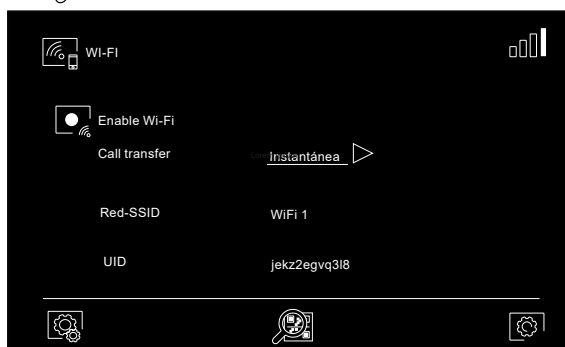 WI-FI
Enable Wi-Fi
Call transfer Instantánea
Red-SSID WiFi 1
UID jekz2egvq3l8